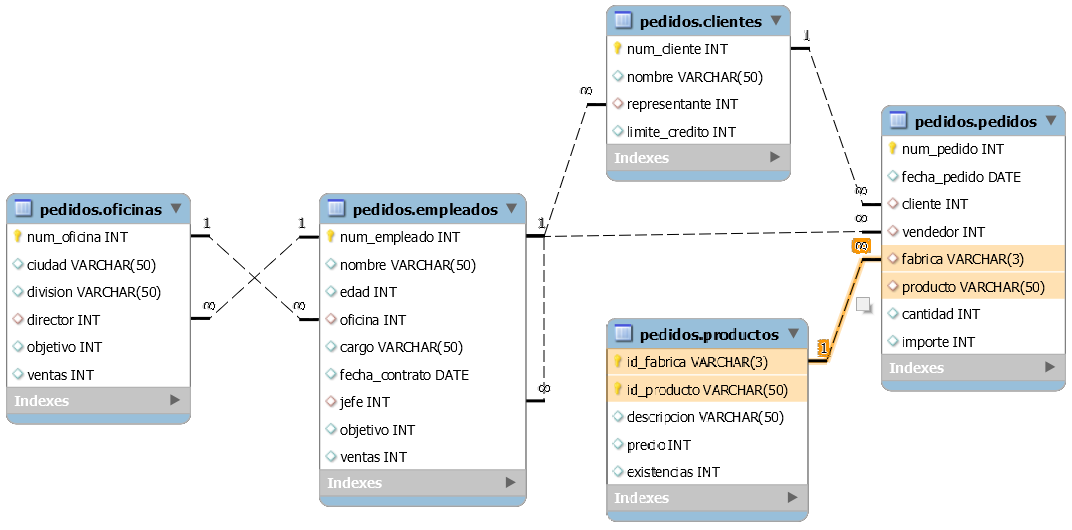 pedidos.clientes
num_cliente INT
nombre VARCHAR(50)
representante INT
limite_credito INT
Indexes
pedidos.pedidos
num_pedido INT
fecha_pedido DATE
cliente INT
vendedor INT
fabrica VARCHAR(3)
producto VARCHAR(50)
cantidad INT
importe INT
Indexes
pedidos.oficinas
num_oficina INT
ciudad VARCHAR(50)
division VARCHAR(50)
director INT
objetivo INT
ventas INT
Indexes
pedidos.empleados
num_empleado INT
nombre VARCHAR(50)
edad INT
oficina INT
cargo VARCHAR(50)
fecha_contrato DATE
jefe INT
objetivo INT
ventas INT
Indexes
pedidos.productos
id_fabrica VARCHAR(3)
id_producto VARCHAR(50)
descripcion VARCHAR(50)
precio INT
existencias INT
Indexes
1
∞
1
∞
1
∞
1
∞
∞
∞
1
∞
1